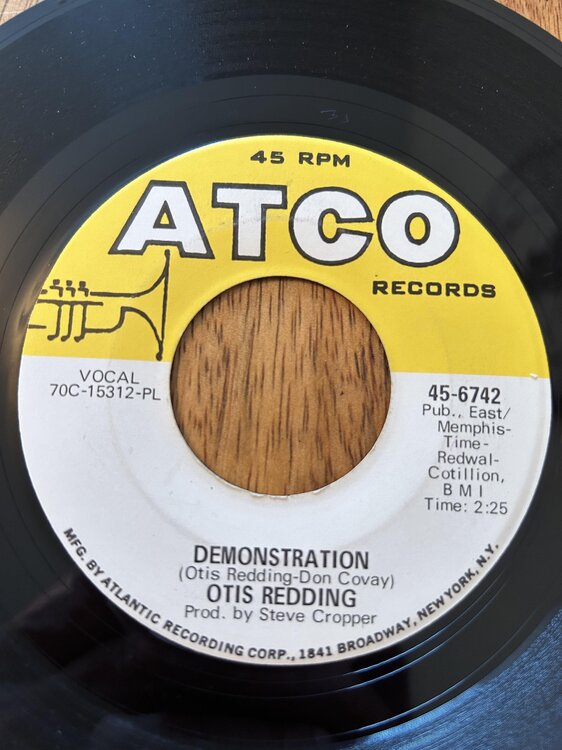 45 RPM
ATCO
RECORDS
VOCAL
70C-15312-PL
45-6742
Pub., East/
Memphis-
Time-
Redwal-
Cotillion,
B M I
Time: 2:25
DEMONSTRATION
(Otis Redding-Don Covay)
OTIS REDDING
Prod. by Steve Cropper
MFG. BY ATLANTIC RECORDING CORP., 1841 BROADWAY, NEW YORK, N.Y.